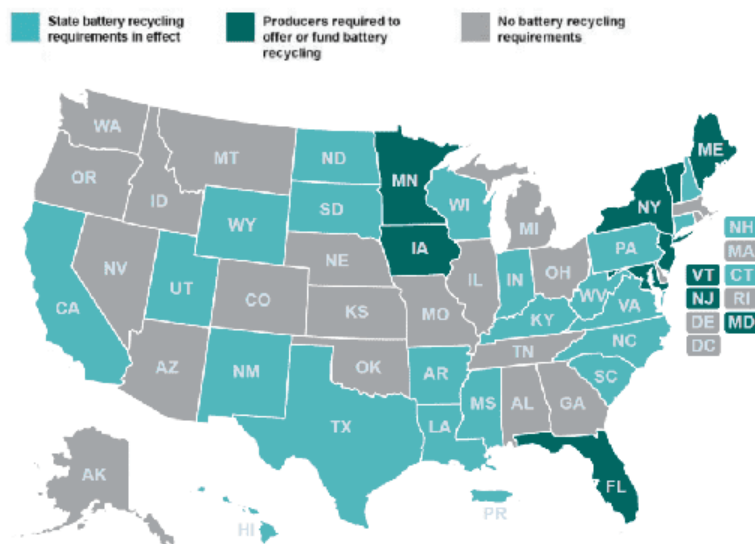 State battery recycling
requirements in effect
Producers required to
offer or fund battery
recycling
No battery recycling
requirements
WA
MT
ND
MN
ME
OR
ID
SD
WI
NY
WY
MI
IA
PA
NH
NE
MA
NV
IL
IN
OH
VT
CT
UT
CO
WV
NJ
RI
CA
KS
MO
KY
VA
DE
MD
NC
DC
TN
AZ
OK
NM
AR
SC
MS
AL
GA
TX
LA
AK
FL
PR
HI